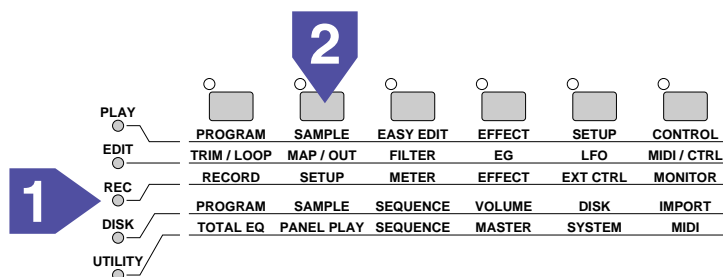 2
PLAY
PROGRAM SAMPLE EASY EDIT EFFECT SETUP CONTROL
EDIT
TRIM / LOOP MAP / OUT FILTER EG LFO MIDI / CTRL
1
REC
RECORD SETUP METER EFFECT EXT CTRL MONITOR
DISK
PROGRAM SAMPLE SEQUENCE VOLUME DISK IMPORT
UTILITY
TOTAL EQ PANEL PLAY SEQUENCE MASTER SYSTEM MIDI